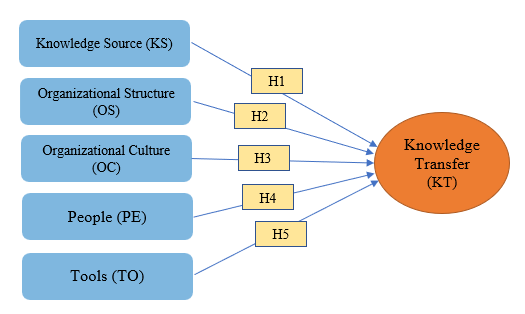 Knowledge Source (KS)
H1
Organizational Structure
(OS)
H2
Organizational Culture
(OC)
H3
People (PE)
H4
Tools (TO)
H5
Knowledge
Transfer
(KT)